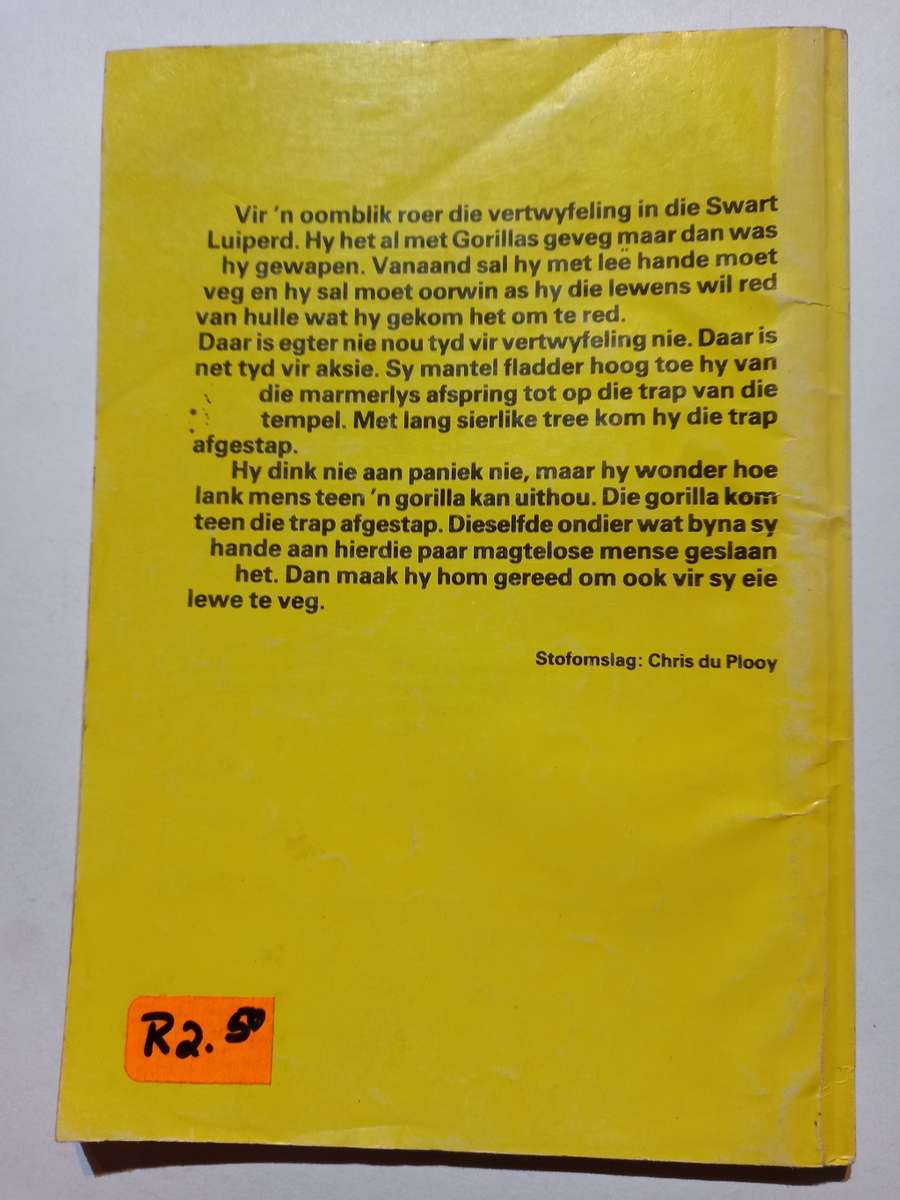 Vir 'n oomblik roer die vertwyfeling in die Swart
Luiperd. Hy het al met Gorillas geveg maar dan was
hy gewapen. Vanaand sal hy met leë hande moet
veg en hy sal moet oorwin as hy die lewens wil red
van hulle wat hy gekom het om te red.
Daar is egter nie nou tyd vir vertwyfeling nie. Daar is
net tyd vir aksie. Sy mantel fladder hoog toe hy van
die marmerlys afspring tot op die trap van die
tempel. Met lang sierlike tree kom hy die trap
afgestap.
Hy dink nie aan paniek nie, maar hy wonder hoe
lank mens teen 'n gorilla kan uithou. Die gorilla kom
teen die trap afgestap. Dieselfde ondier wat byna sy
hande aan hierdie paar magtelose mense geslaan
het. Dan maak hy hom gereed om ook vir sy eie
lewe te veg.
Stofomslag: Chris du Plooy
R2.50